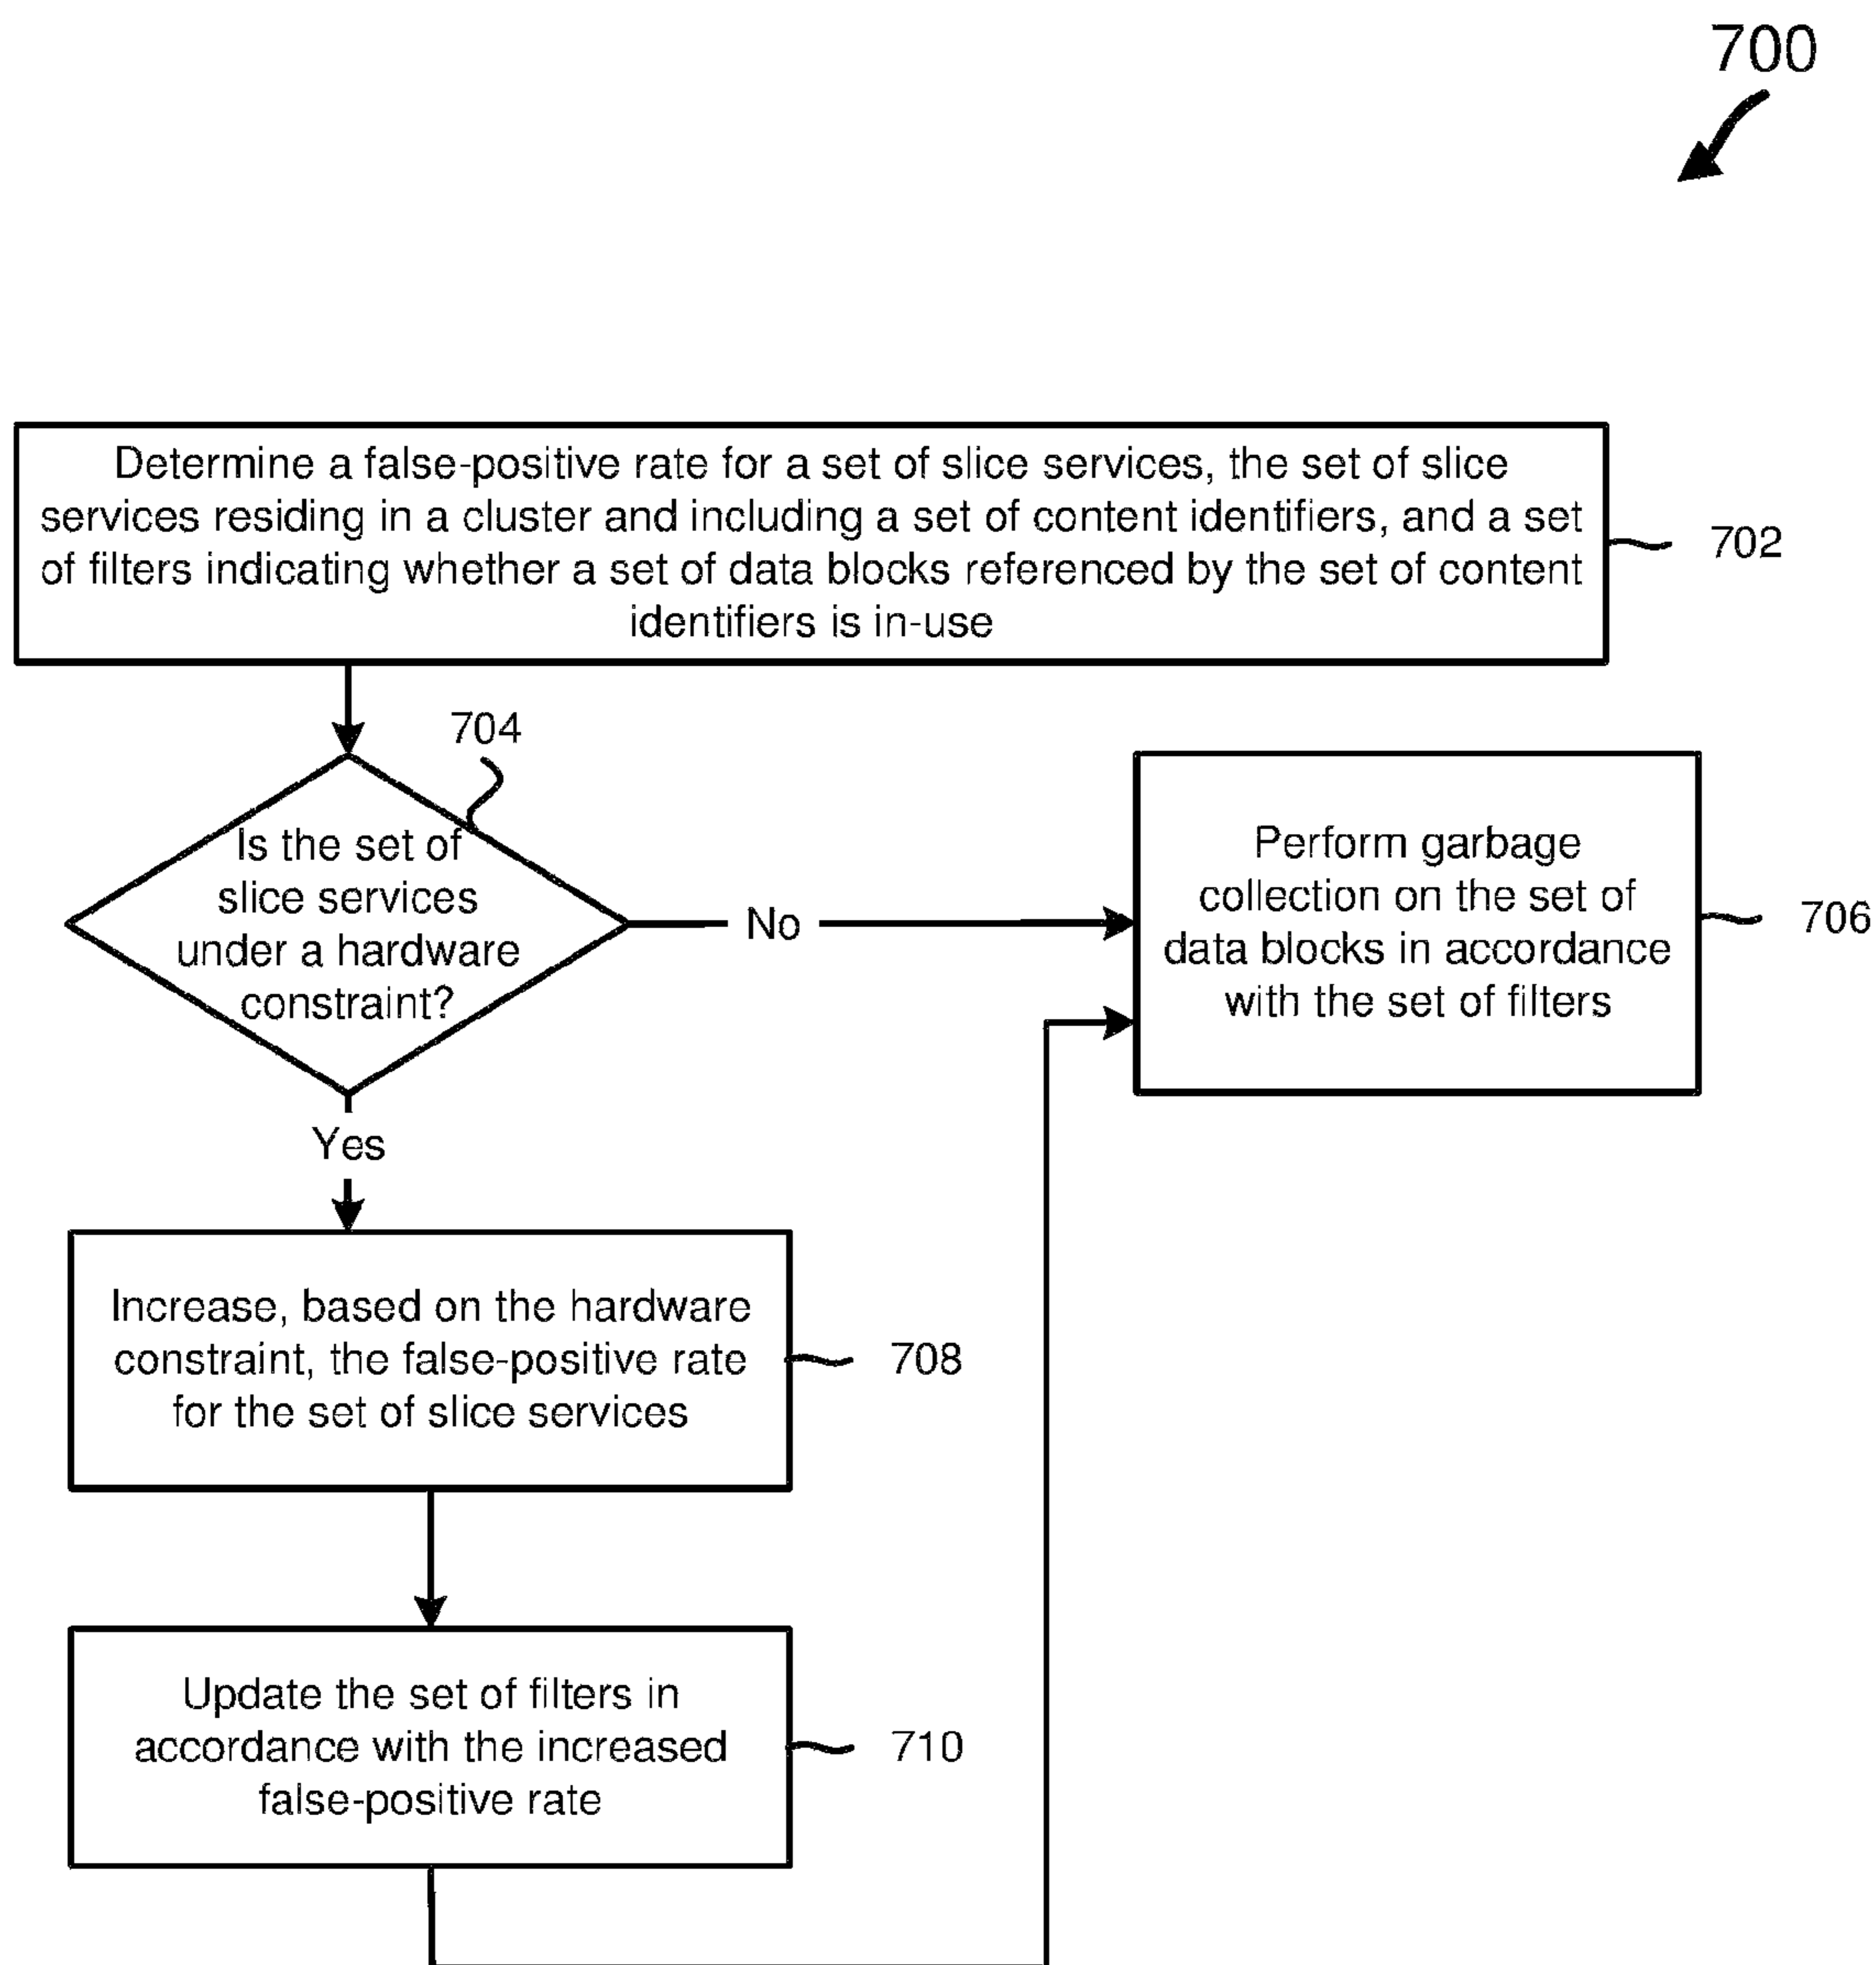 700
Determine a false-positive rate for a set of slice services, the set of slice
services residing in a cluster and including a set of content identifiers, and a set
of filters indicating whether a set of data blocks referenced by the set of content
identifiers is in-use
702
704
Is the set of
slice services
under a hardware
constraint?
No
Perform garbage
collection on the set of
data blocks in accordance
with the set of filters
706
Yes
Increase, based on the hardware
constraint, the false-positive rate
for the set of slice services
708
Update the set of filters in
accordance with the increased
false-positive rate
710